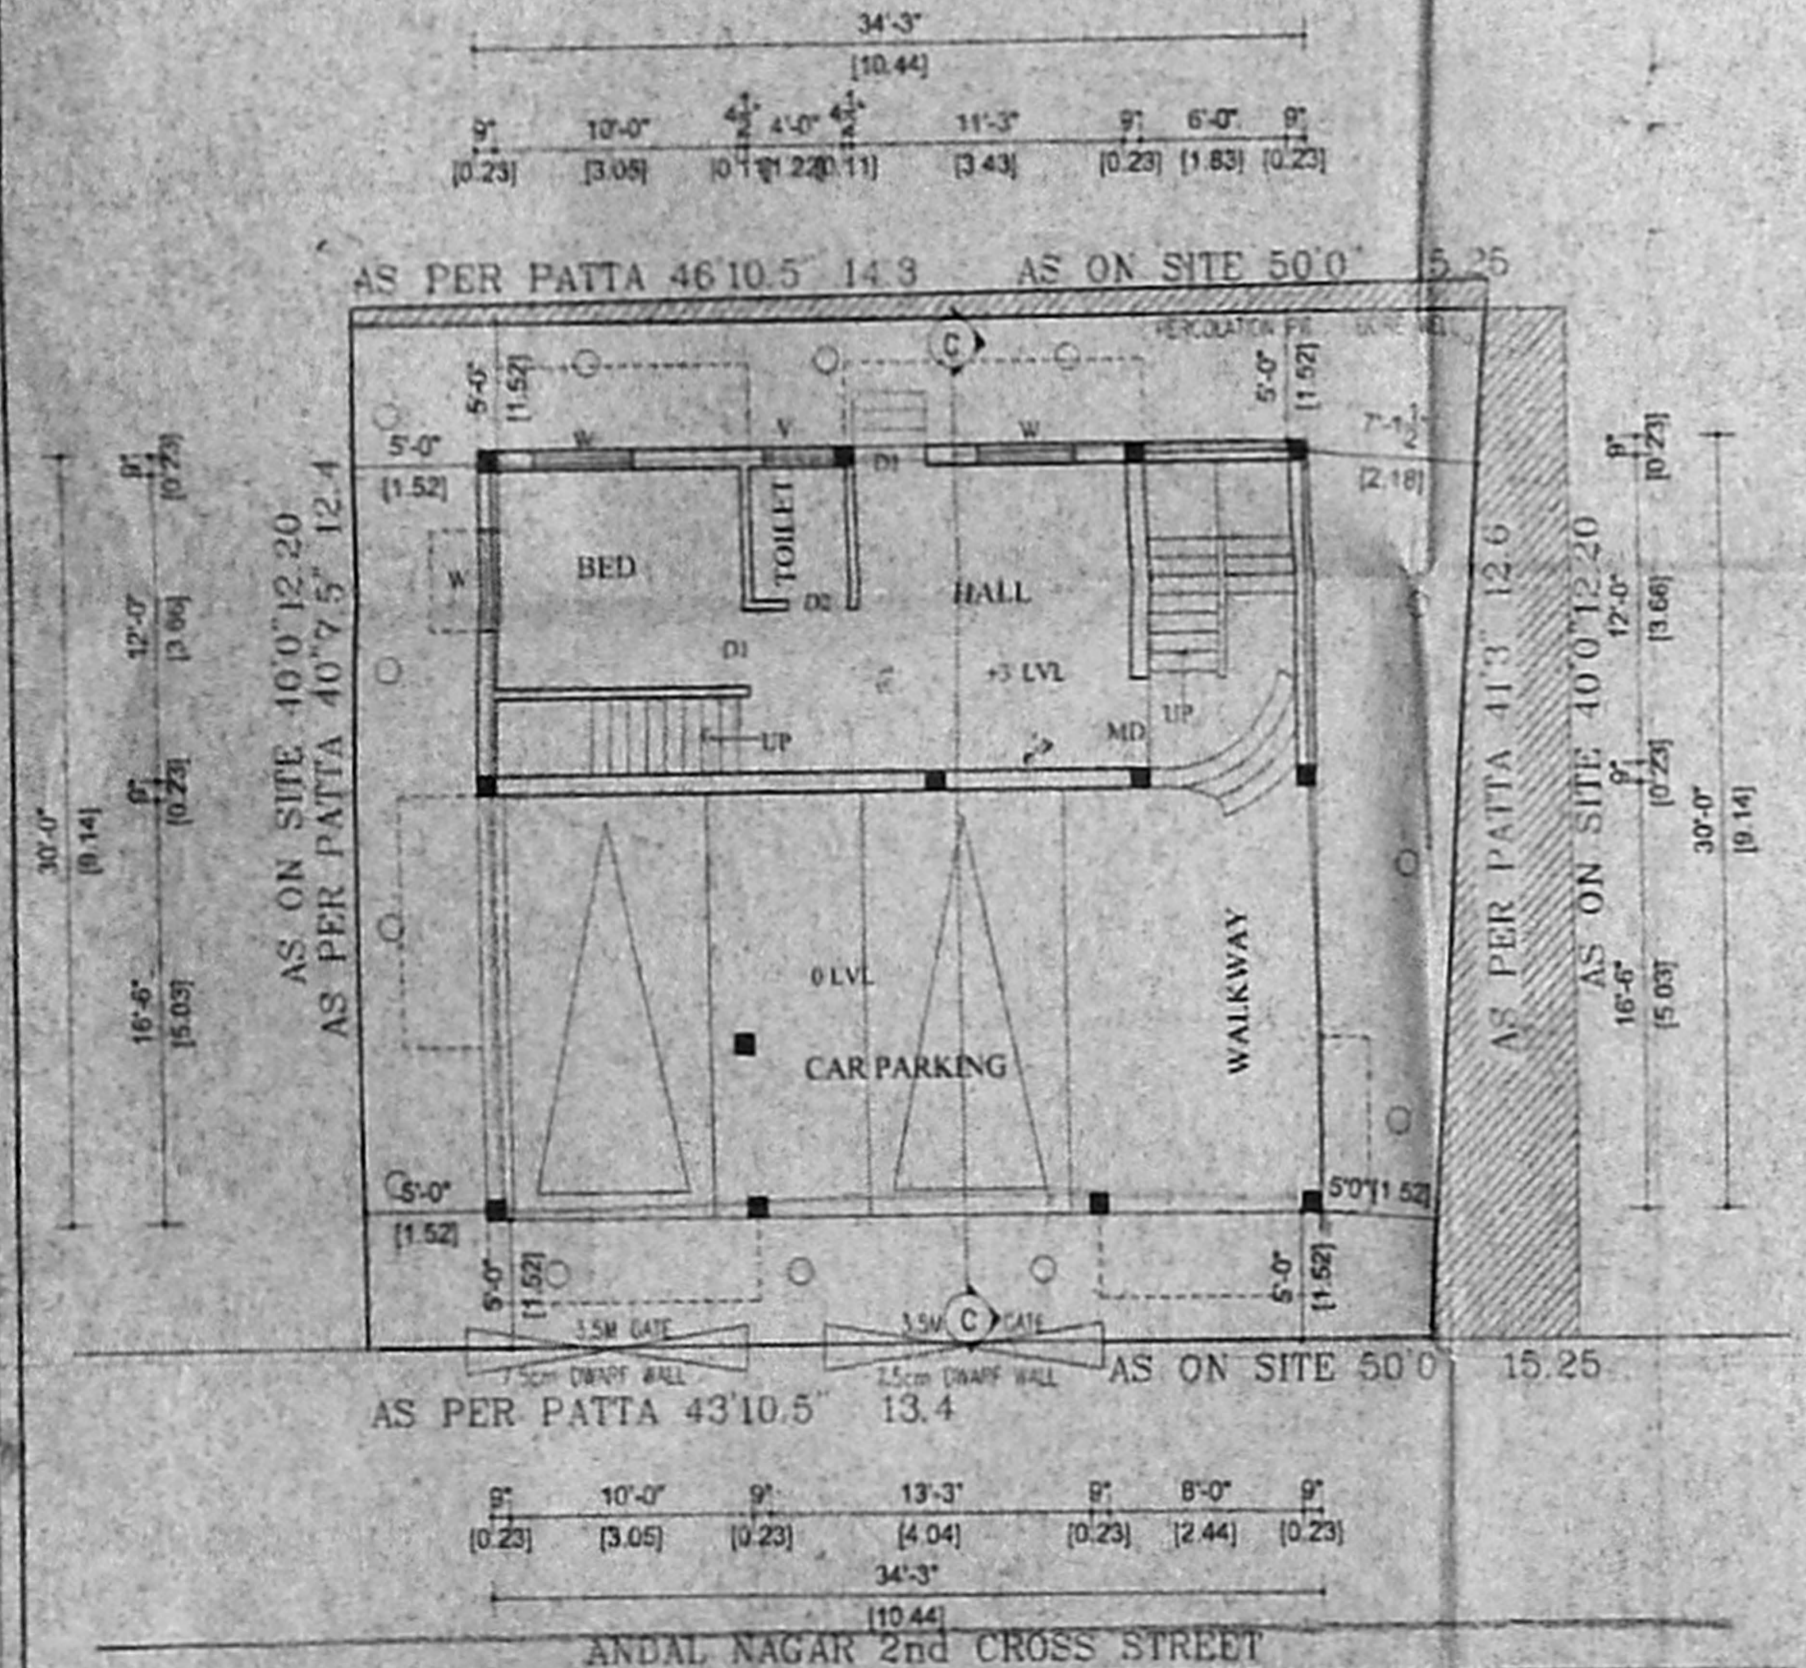 34'-3"
[10.44]
9" 10'-0" 4½" 4'-0" 4½" 11'-3" 9" 6'-0" 9"
[0.23] [3.05] [0.11] [1.22] [0.11] [3.43] [0.23] [1.83] [0.23]
AS PER PATTA 46'10.5" 14.3 AS ON SITE 50'0"
PERCOLATION PIT BORE WELL
C
5'-0" [1.52]
5'-0" [1.52]
5'-0"
[1.52]
7'-1½"
[2.18]
W V W
D1
9" [0.23]
9" [0.23]
BED
TOILET
HALL
W
D2
D1
+3 LVL
UP
MD
UP
12'-0" [3.66]
12'-0" [3.66]
AS ON SITE 40'0" 12.20
AS PER PATTA 40'7.5" 12.4
AS PER PATTA 41'3" 12.6
AS ON SITE 40'0" 12.20
9" [0.23]
9" [0.23]
30'-0" [9.14]
30'-0" [9.14]
0 LVL
CAR PARKING
WALKWAY
16'-6" [5.03]
16'-6" [5.03]
5'-0"
[1.52]
5'0" [1.52]
5'-0" [1.52]
5'-0" [1.52]
3.5M GATE
3.5M GATE
C
7.5cm DWARF WALL
7.5cm DWARF WALL
AS ON SITE 50'0 15.25
AS PER PATTA 43'10.5" 13.4
9" 10'-0" 9" 13'-3" 9" 8'-0" 9"
[0.23] [3.05] [0.23] [4.04] [0.23] [2.44] [0.23]
34'-3"
[10.44]
ANDAL NAGAR 2nd CROSS STREET